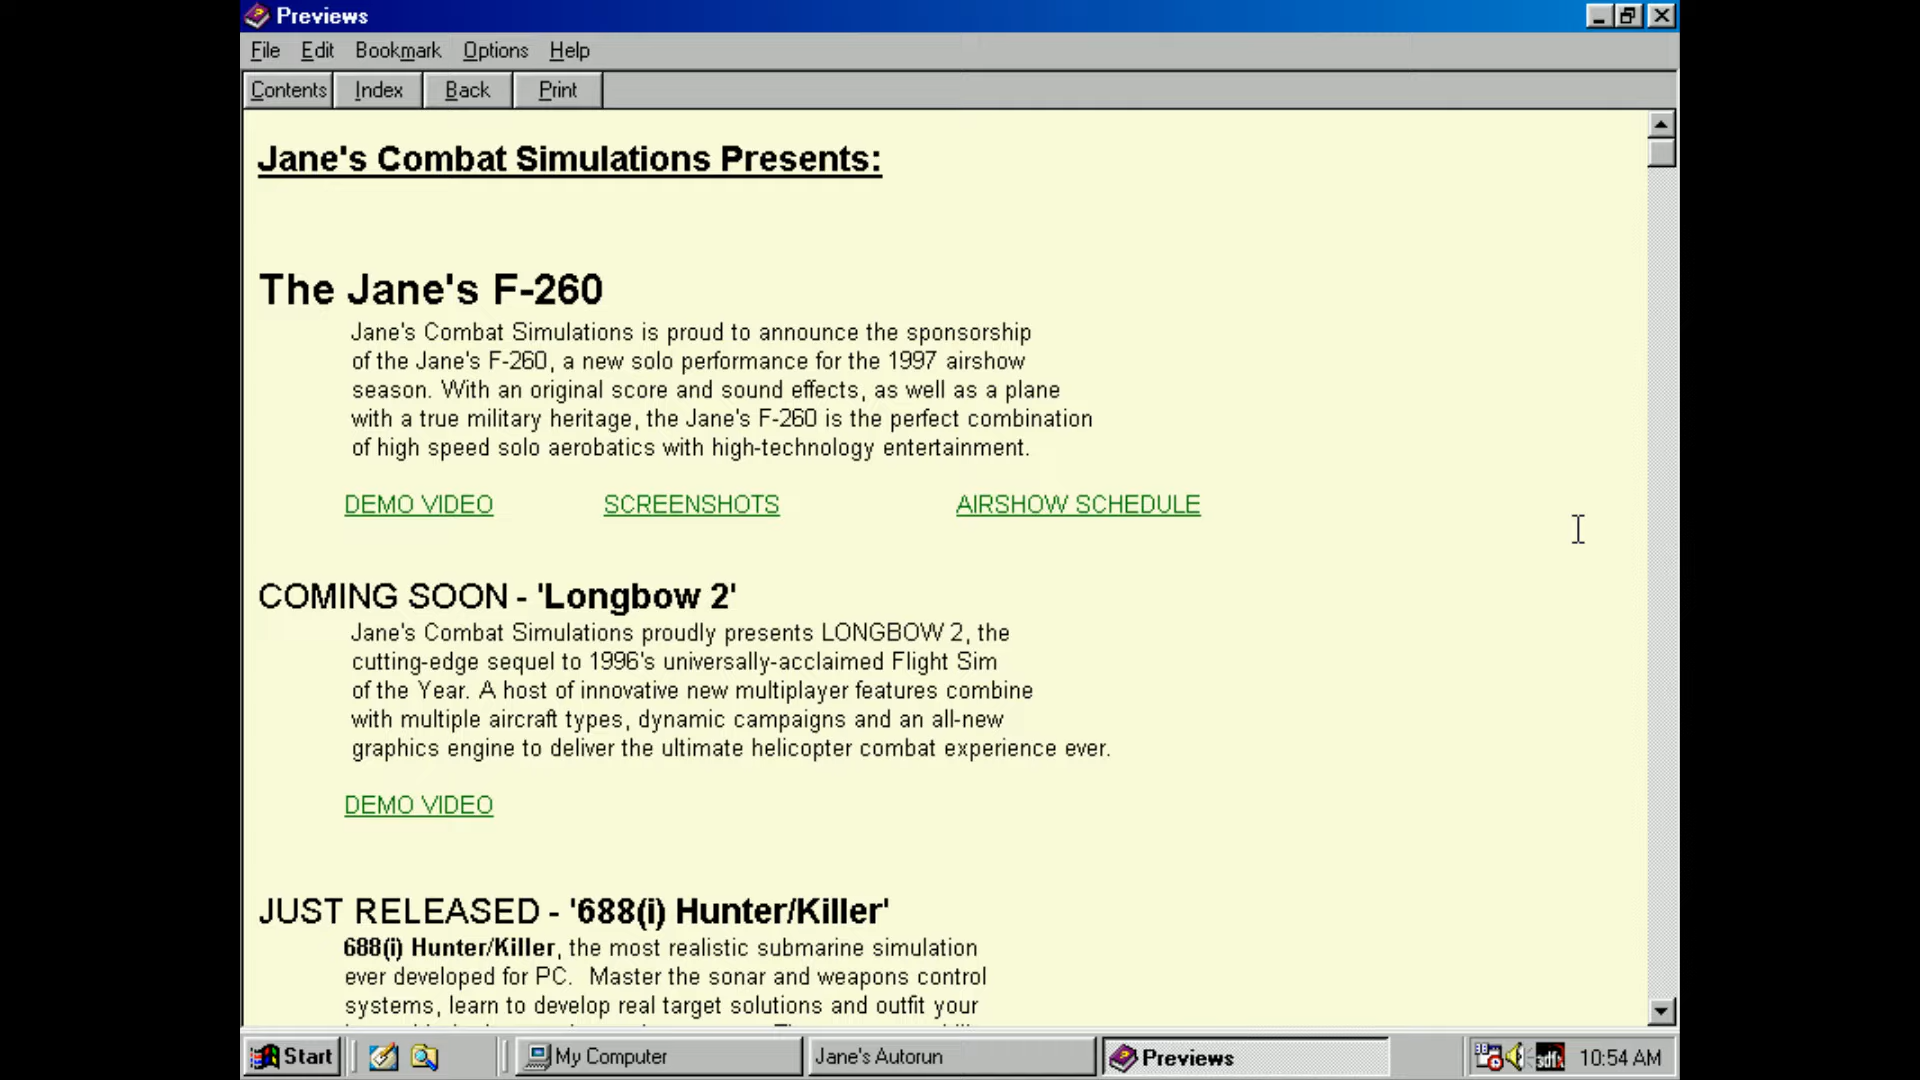 Previews
File Edit Bookmark Options Help
Contents Index Back Print
Jane's Combat Simulations Presents:
The Jane's F-260
Jane's Combat Simulations is proud to announce the sponsorship
of the Jane's F-260, a new solo performance for the 1997 airshow
season. With an original score and sound effects, as well as a plane
with a true military heritage, the Jane's F-260 is the perfect combination
of high speed solo aerobatics with high-technology entertainment.
DEMO VIDEO SCREENSHOTS AIRSHOW SCHEDULE
COMING SOON - 'Longbow 2'
Jane's Combat Simulations proudly presents LONGBOW 2, the
cutting-edge sequel to 1996's universally-acclaimed Flight Sim
of the Year. A host of innovative new multiplayer features combine
with multiple aircraft types, dynamic campaigns and an all-new
graphics engine to deliver the ultimate helicopter combat experience ever.
DEMO VIDEO
JUST RELEASED - '688(i) Hunter/Killer'
688(i) Hunter/Killer, the most realistic submarine simulation
ever developed for PC. Master the sonar and weapons control
systems, learn to develop real target solutions and outfit your
Start My Computer Jane's Autorun Previews sdfx 10:54 AM